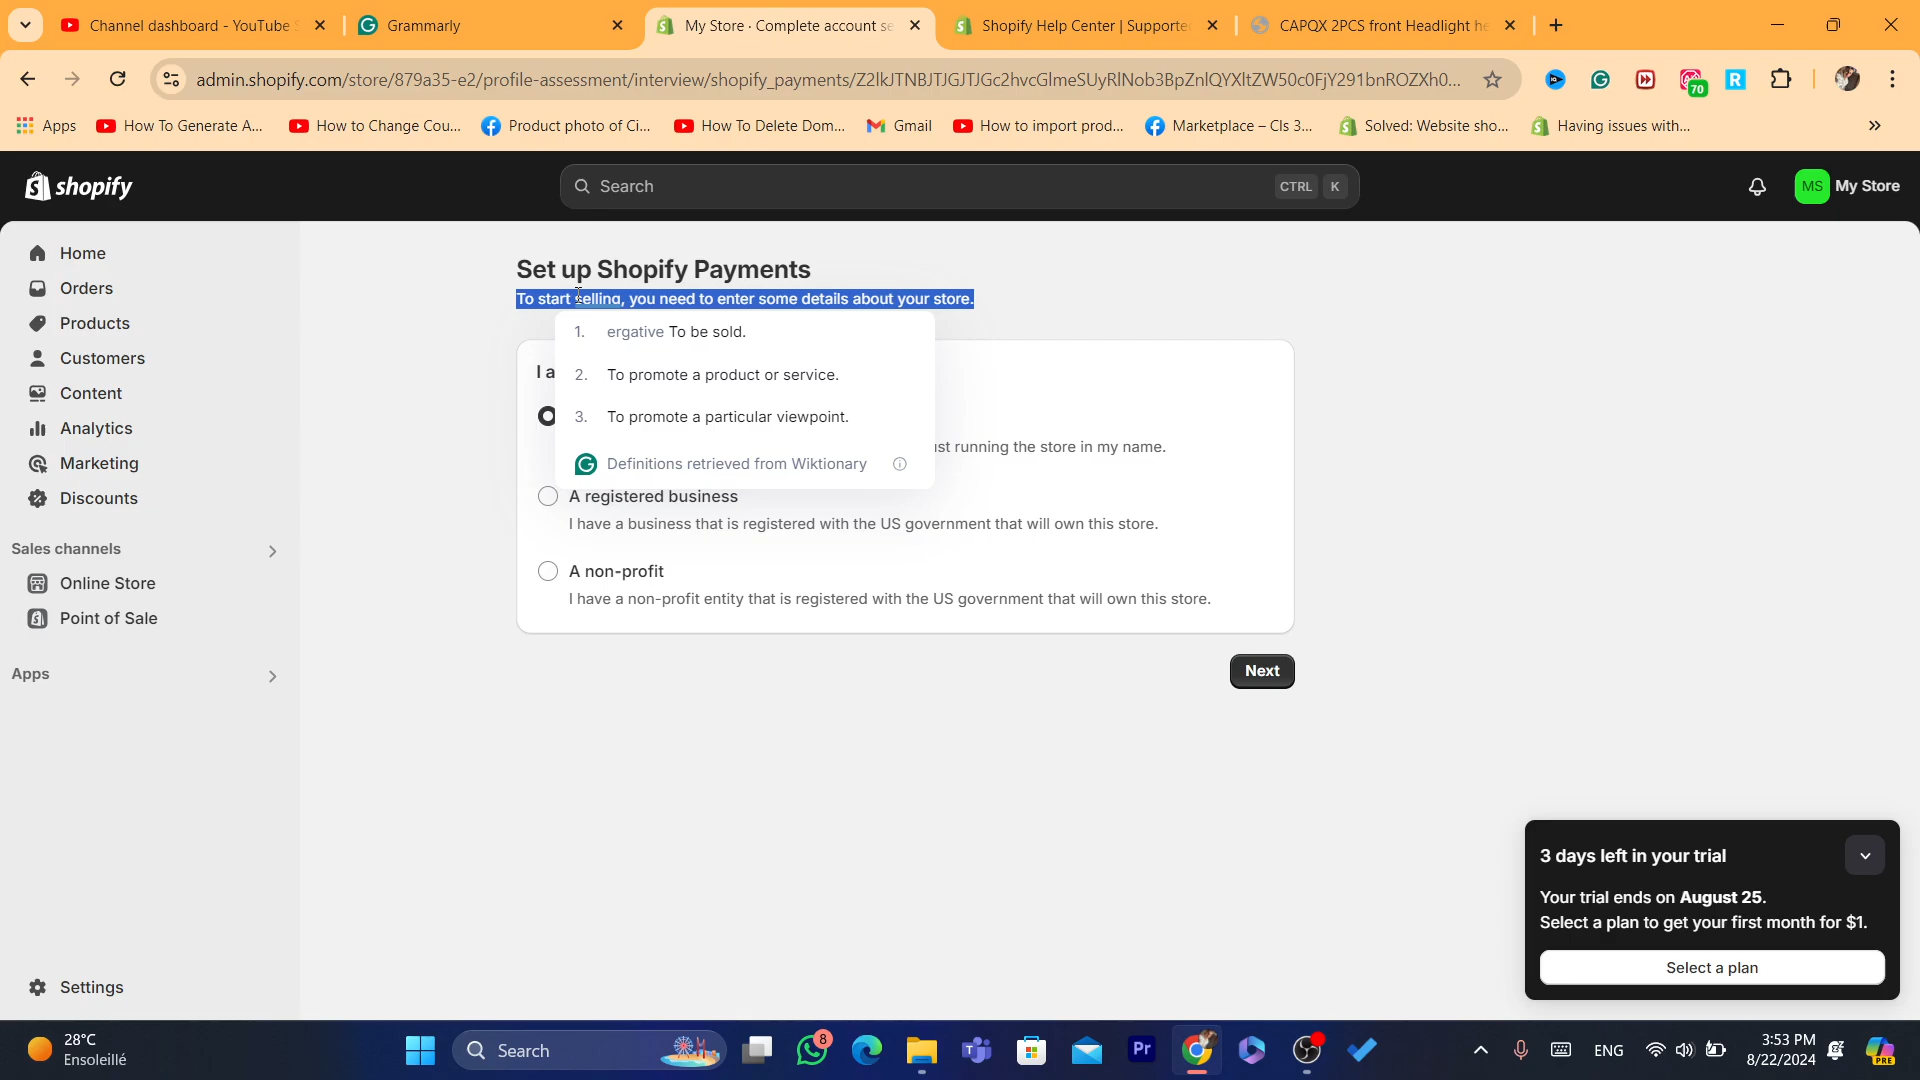 Channel dashboard - YouTube S
Grammarly
My Store · Complete account se
Shopify Help Center | Supporte
CAPQX 2PCS front Headlight he
admin.shopify.com/store/879a35-e2/profile-assessment/interview/shopify_payments/
70
Apps
How To Generate A...
How to Change Cou...
Product photo of Ci...
How To Delete Dom...
Gmail
How to import prod...
Marketplace – Cls 3...
Solved: Website sho...
Having issues with...
shopify
Search
CTRL K
MS My Store
Home
Orders
Products
Customers
Content
Analytics
Marketing
Discounts
Sales channels
Online Store
Point of Sale
Apps
Settings
Set up Shopify Payments
To start selling, you need to enter some details about your store.
I a
1. ergative To be sold.
2. To promote a product or service.
3. To promote a particular viewpoint.
Definitions retrieved from Wiktionary
ust running the store in my name.
A registered business
I have a business that is registered with the US government that will own this store.
A non-profit
I have a non-profit entity that is registered with the US government that will own this store.
Next
3 days left in your trial
Your trial ends on August 25.
Select a plan to get your first month for $1.
Select a plan
28°C
Ensoleillé
Search
8
Pr
ENG
3:53 PM
8/22/2024
PRE